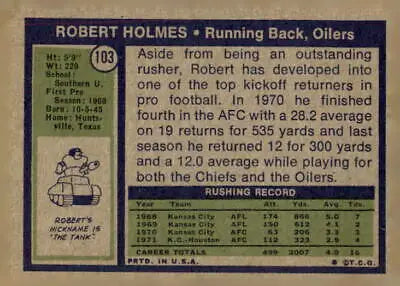 ROBERT HOLMES • Running Back, Oilers
103
Ht: 5'9"
Wt: 220
School:
Southern U.
First Pro
Season: 1968
Born: 10-5-45
Home: Hunts-
ville, Texas
Aside from being an outstanding
rusher, Robert has developed into
one of the top kickoff returners in
pro football. In 1970 he finished
fourth in the AFC with a 28.2 average
on 19 returns for 535 yards and last
season he returned 12 for 300 yards
and a 12.0 average while playing for
both the Chiefs and the Oilers.
ROBERT'S
NICKNAME IS
"THE TANK"
RUSHING RECORD
Year Team Att. Yds. Avg. Tds.
1968 Kansas City AFL 174 866 5.0 7
1969 Kansas City AFL 150 612 4.1 2
1970 Kansas City AFC 63 206 3.3 3
1971 K.C.-Houston AFC 112 323 2.9 4
CAREER TOTALS 499 2007 4.0 16
PRTD. IN U.S.A. © T.C.G.